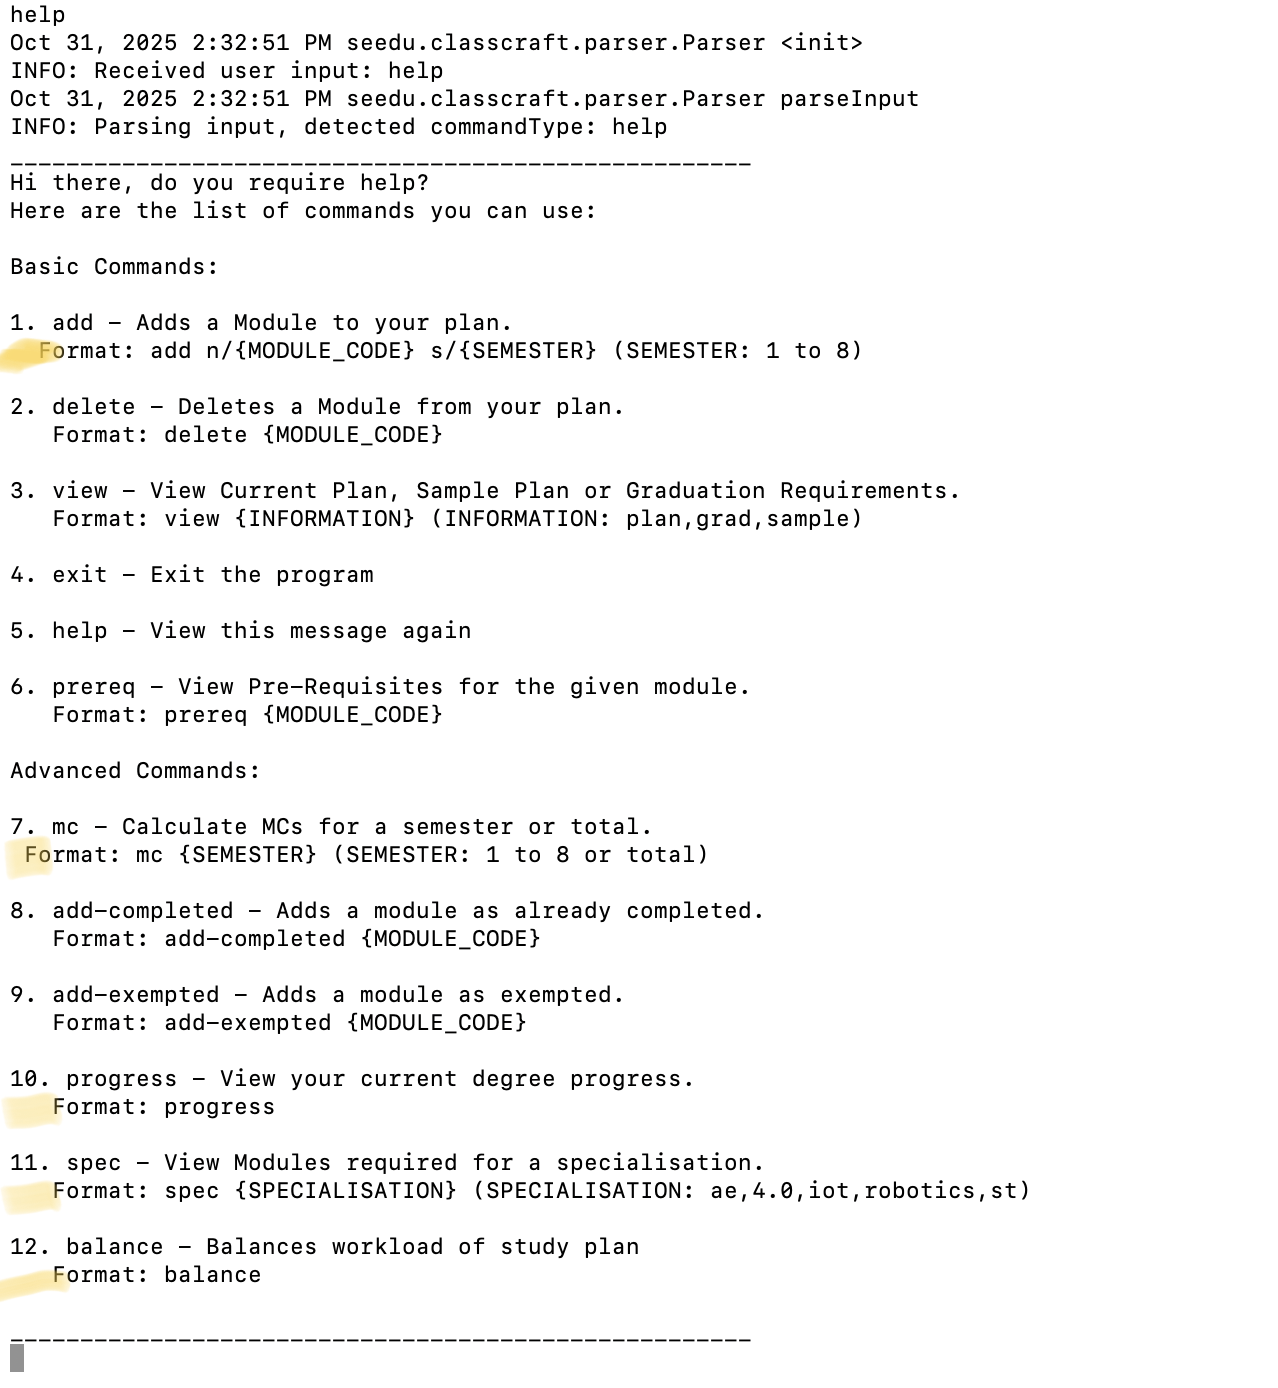 help
Oct 31, 2025 2:32:51 PM seedu.classcraft.parser.Parser <init>
INFO: Received user input: help
Oct 31, 2025 2:32:51 PM seedu.classcraft.parser.Parser parseInput
INFO: Parsing input, detected commandType: help
_____________________________________________________
Hi there, do you require help?
Here are the list of commands you can use:

Basic Commands:

1. add – Adds a Module to your plan.
  Format: add n/{MODULE_CODE} s/{SEMESTER} (SEMESTER: 1 to 8)

2. delete – Deletes a Module from your plan.
   Format: delete {MODULE_CODE}

3. view – View Current Plan, Sample Plan or Graduation Requirements.
   Format: view {INFORMATION} (INFORMATION: plan,grad,sample)

4. exit – Exit the program

5. help – View this message again

6. prereq – View Pre-Requisites for the given module.
   Format: prereq {MODULE_CODE}

Advanced Commands:

7. mc – Calculate MCs for a semester or total.
 Format: mc {SEMESTER} (SEMESTER: 1 to 8 or total)

8. add-completed – Adds a module as already completed.
   Format: add-completed {MODULE_CODE}

9. add-exempted – Adds a module as exempted.
   Format: add-exempted {MODULE_CODE}

10. progress – View your current degree progress.
   Format: progress

11. spec – View Modules required for a specialisation.
   Format: spec {SPECIALISATION} (SPECIALISATION: ae,4.0,iot,robotics,st)

12. balance – Balances workload of study plan
   Format: balance

_____________________________________________________